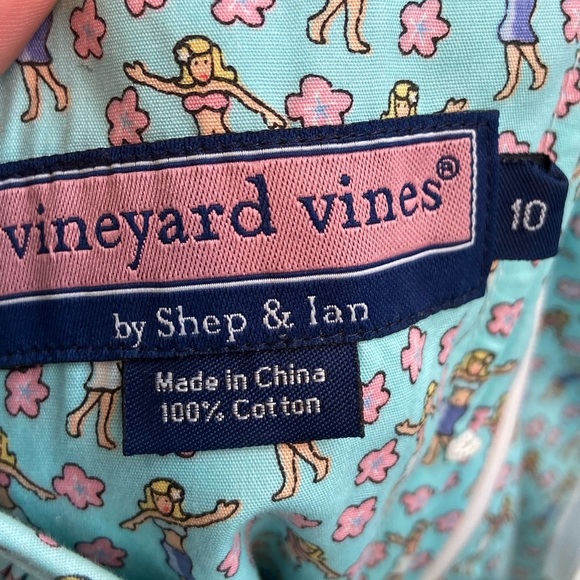 vineyard vines®
10
by Shep & Ian
Made in China
100% Cotton